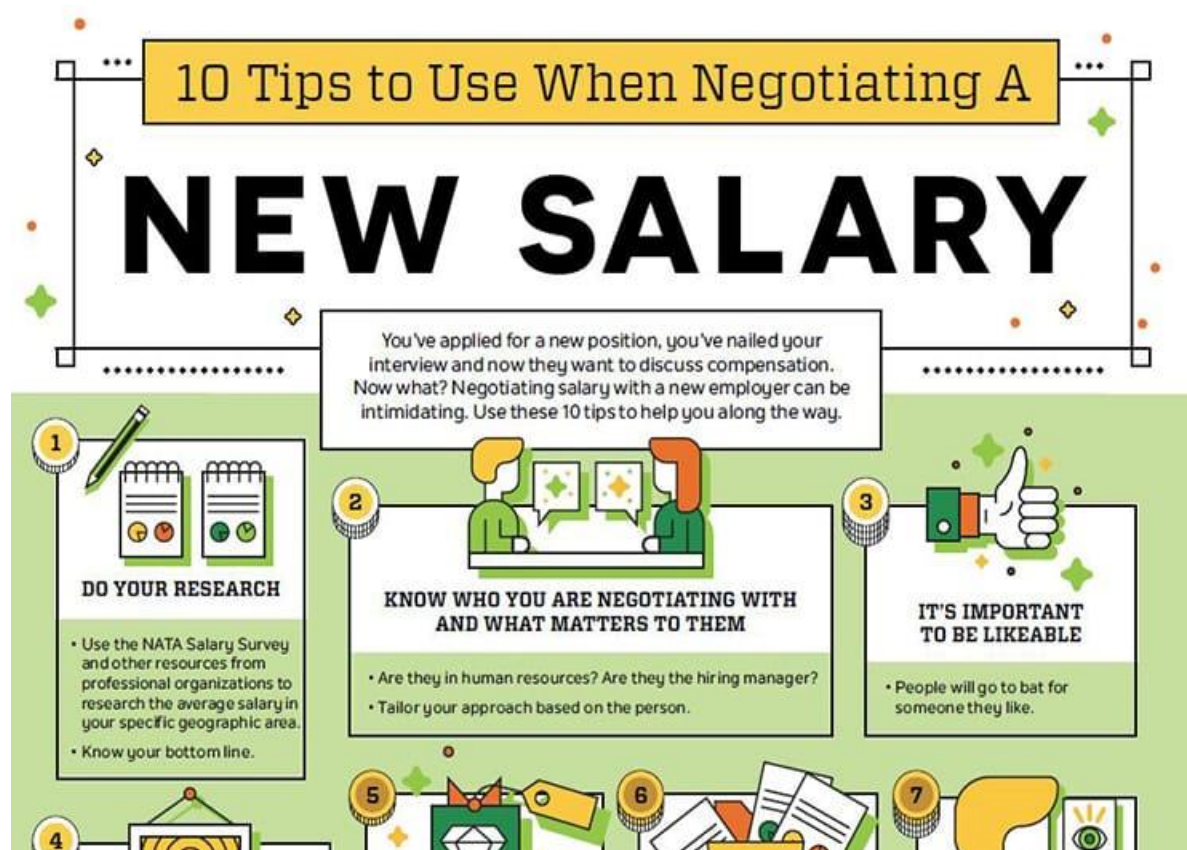 10 Tips to Use When Negotiating A
NEW SALARY
You've applied for a new position, you've nailed your
interview and now they want to discuss compensation.
Now what? Negotiating salary with a new employer can be
intimidating. Use these 10 tips to help you along the way.
1
DO YOUR RESEARCH
• Use the NATA Salary Survey
and other resources from
professional organizations to
research the average salary in
your specific geographic area.
• Know your bottom line.
2
KNOW WHO YOU ARE NEGOTIATING WITH
AND WHAT MATTERS TO THEM
• Are they in human resources? Are they the hiring manager?
• Tailor your approach based on the person.
3
IT'S IMPORTANT
TO BE LIKEABLE
• People will go to bat for
someone they like.
4
5
6
7